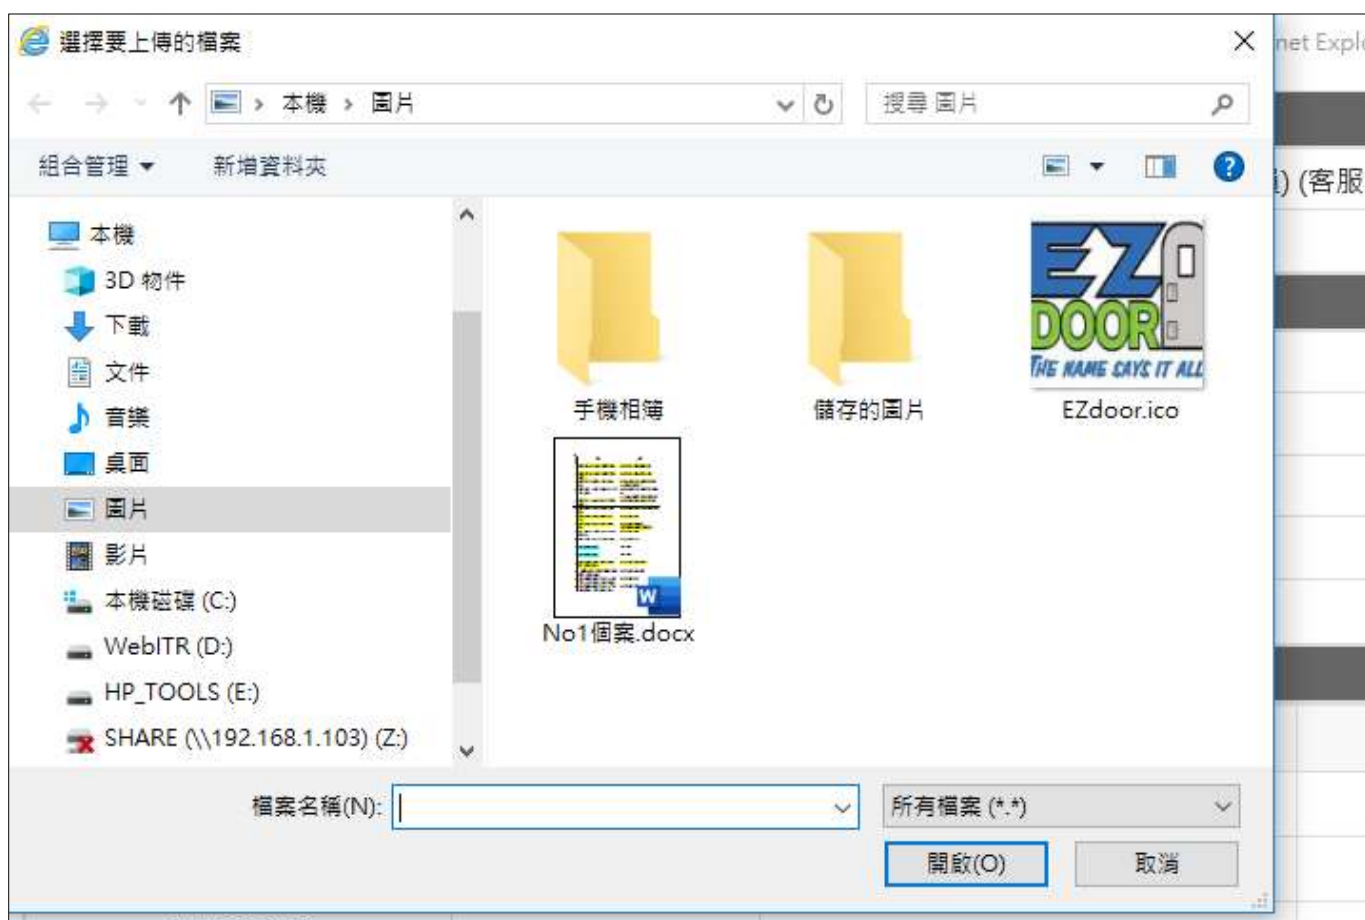 選擇要上傳的檔案
net Explo
本機 › 圖片
搜尋 圖片
組合管理
新增資料夾
) (客服
本機
3D 物件
下載
文件
音樂
桌面
圖片
影片
本機磁碟 (C:)
WebITR (D:)
HP_TOOLS (E:)
SHARE (\\192.168.1.103) (Z:)
EZ
DOOR
THE NAME SAYS IT ALL
手機相簿
儲存的圖片
EZdoor.ico
W
No1個案.docx
檔案名稱(N):
所有檔案 (*.*)
開啟(O)
取消